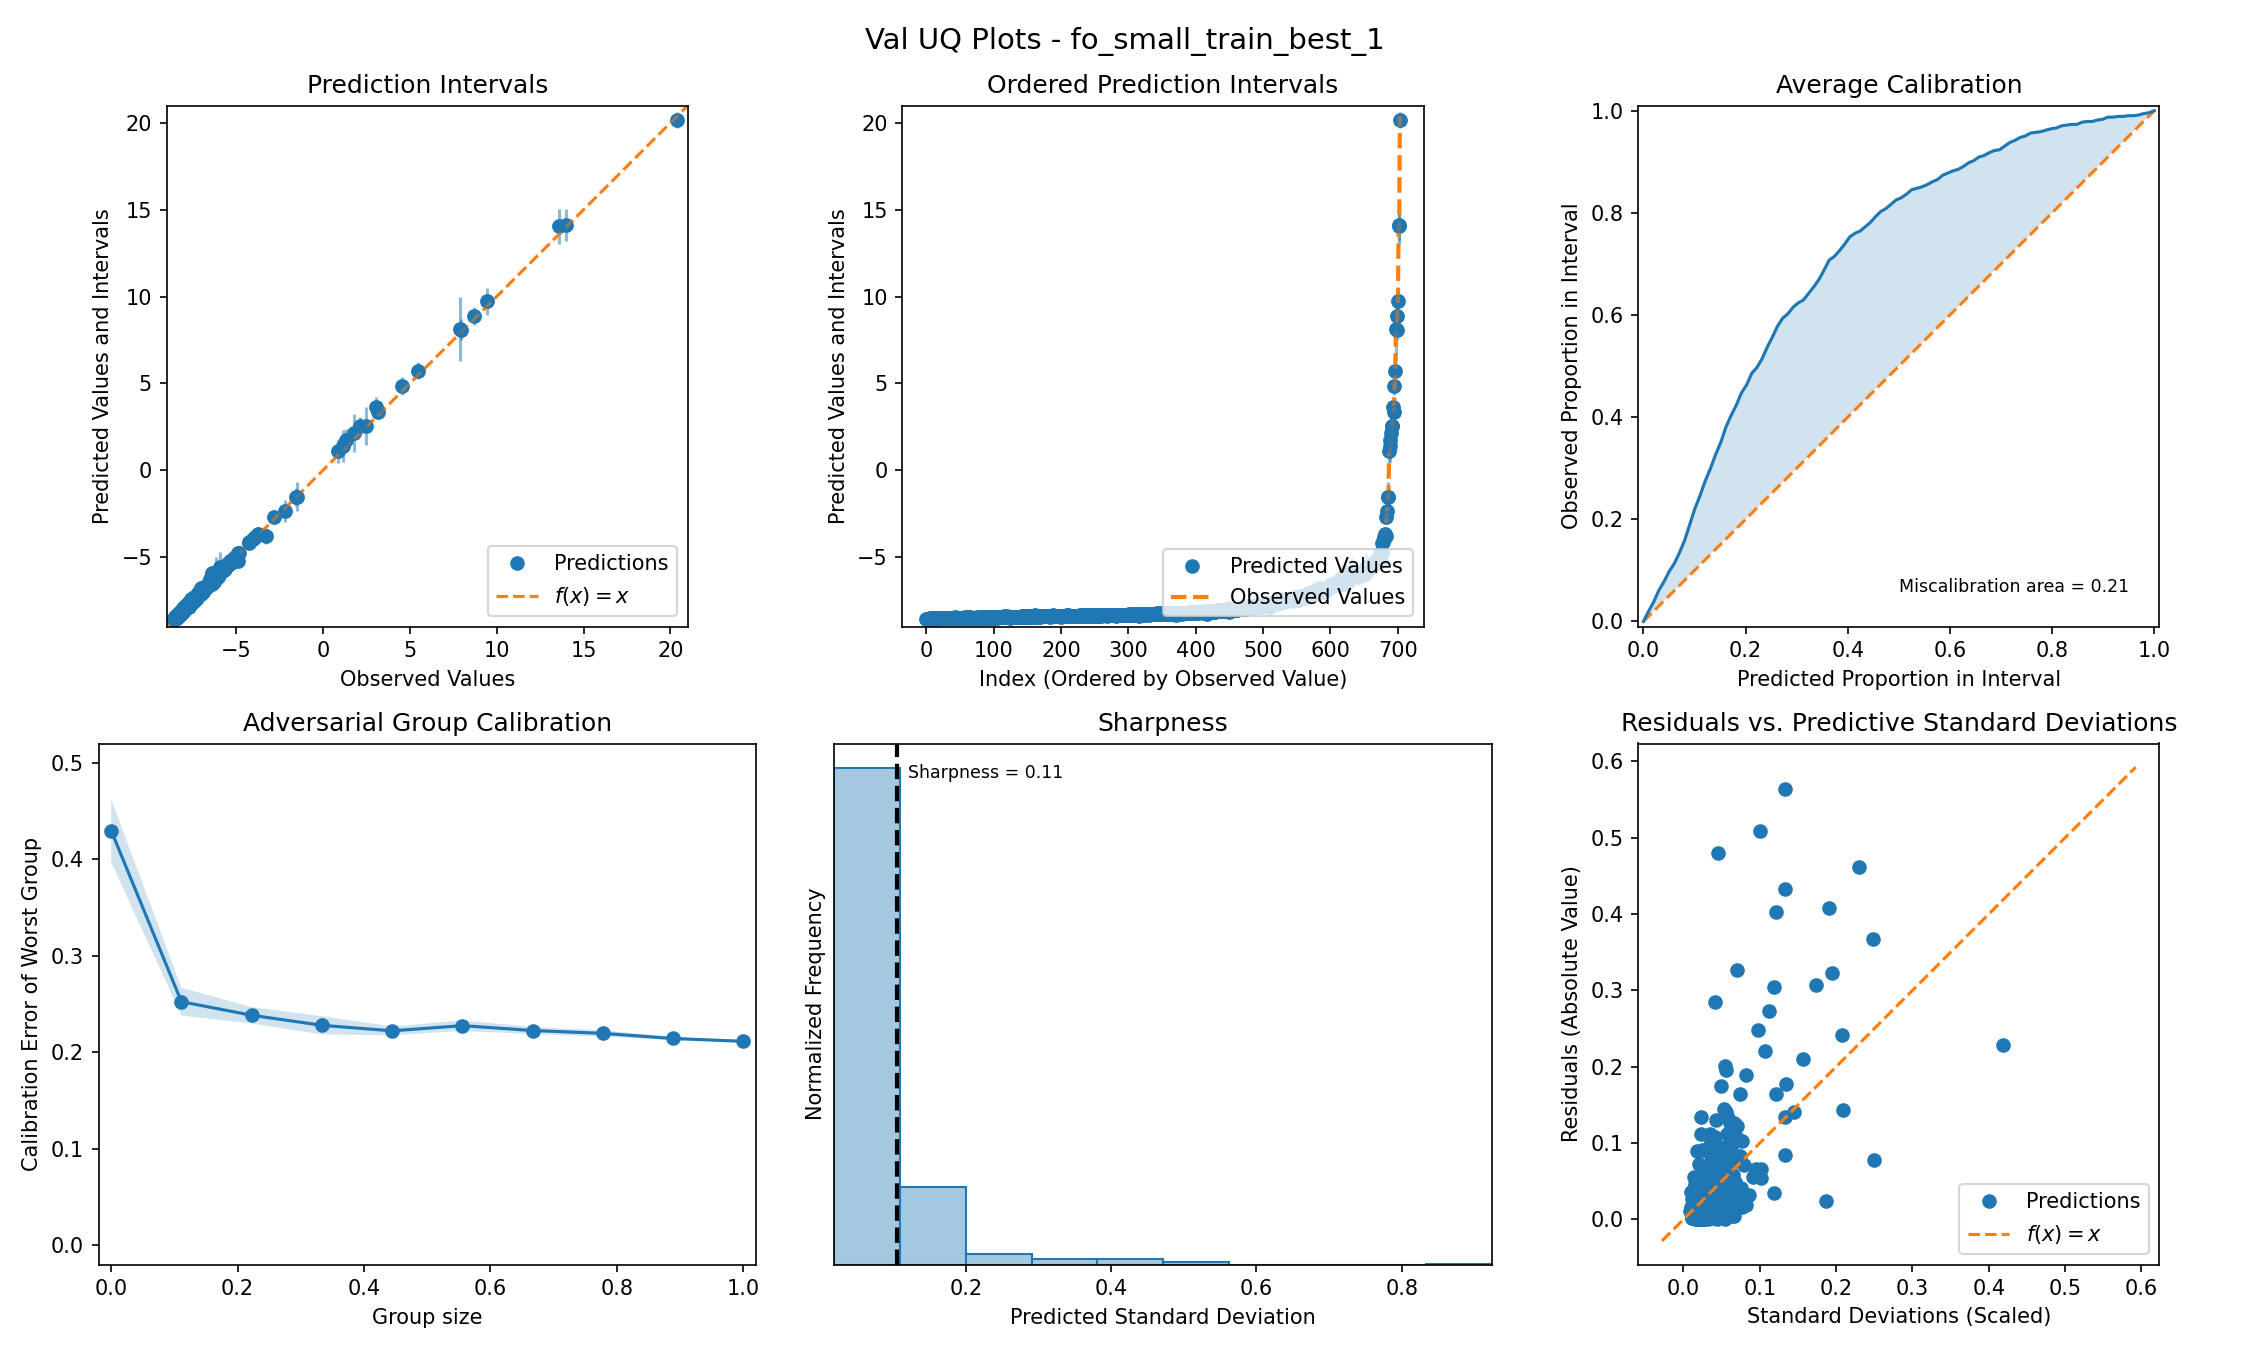 Val UQ Plots - fo_small_train_best_1
Prediction Intervals
Predicted Values and Intervals
20
15
10
5
0
−5
−5
0
5
10
15
20
Observed Values
Predictions
f(x) = x
Ordered Prediction Intervals
Predicted Values and Intervals
20
15
10
5
0
−5
0
100
200
300
400
500
600
700
Index (Ordered by Observed Value)
Predicted Values
Observed Values
Average Calibration
Observed Proportion in Interval
1.0
0.8
0.6
0.4
0.2
0.0
0.0
0.2
0.4
0.6
0.8
1.0
Predicted Proportion in Interval
Miscalibration area = 0.21
Adversarial Group Calibration
Calibration Error of Worst Group
0.5
0.4
0.3
0.2
0.1
0.0
0.0
0.2
0.4
0.6
0.8
1.0
Group size
Sharpness
Normalized Frequency
Sharpness = 0.11
0.2
0.4
0.6
0.8
Predicted Standard Deviation
Residuals vs. Predictive Standard Deviations
Residuals (Absolute Value)
0.6
0.5
0.4
0.3
0.2
0.1
0.0
0.0
0.1
0.2
0.3
0.4
0.5
0.6
Standard Deviations (Scaled)
Predictions
f(x) = x